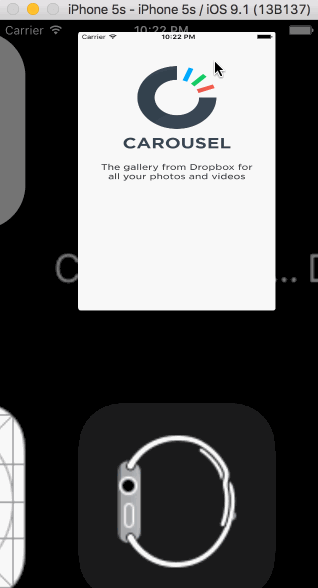 iPhone 5s - iPhone 5s / iOS 9.1 (13B137)
Carrier 10:22 PM
Carrier 10:22 PM
CAROUSEL
The gallery from Dropbox for
all your photos and videos
C ... D